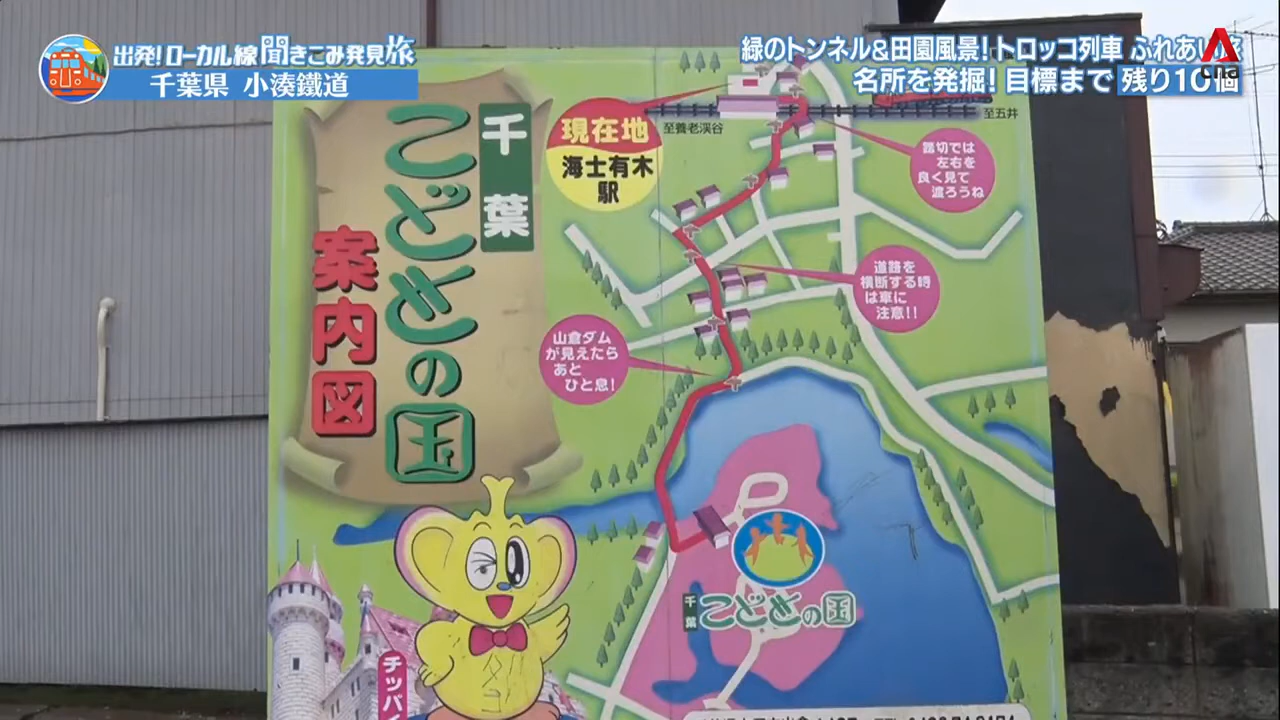 出発!ローカル線聞きこみ発見旅
千葉県 小湊鐵道
緑のトンネル&田園風景!トロッコ列車 ふれあい旅
名所を発掘!目標まで 残り10個
cna
千葉
こどもの国
案内図
現在地
海士有木
駅
至養老渓谷
至五井
踏切では
左右を
良く見て
渡ろうね
道路を
横断する時
は車に
注意!!
山倉ダム
が見えたら
あと
ひと息!
千葉
こどもの国